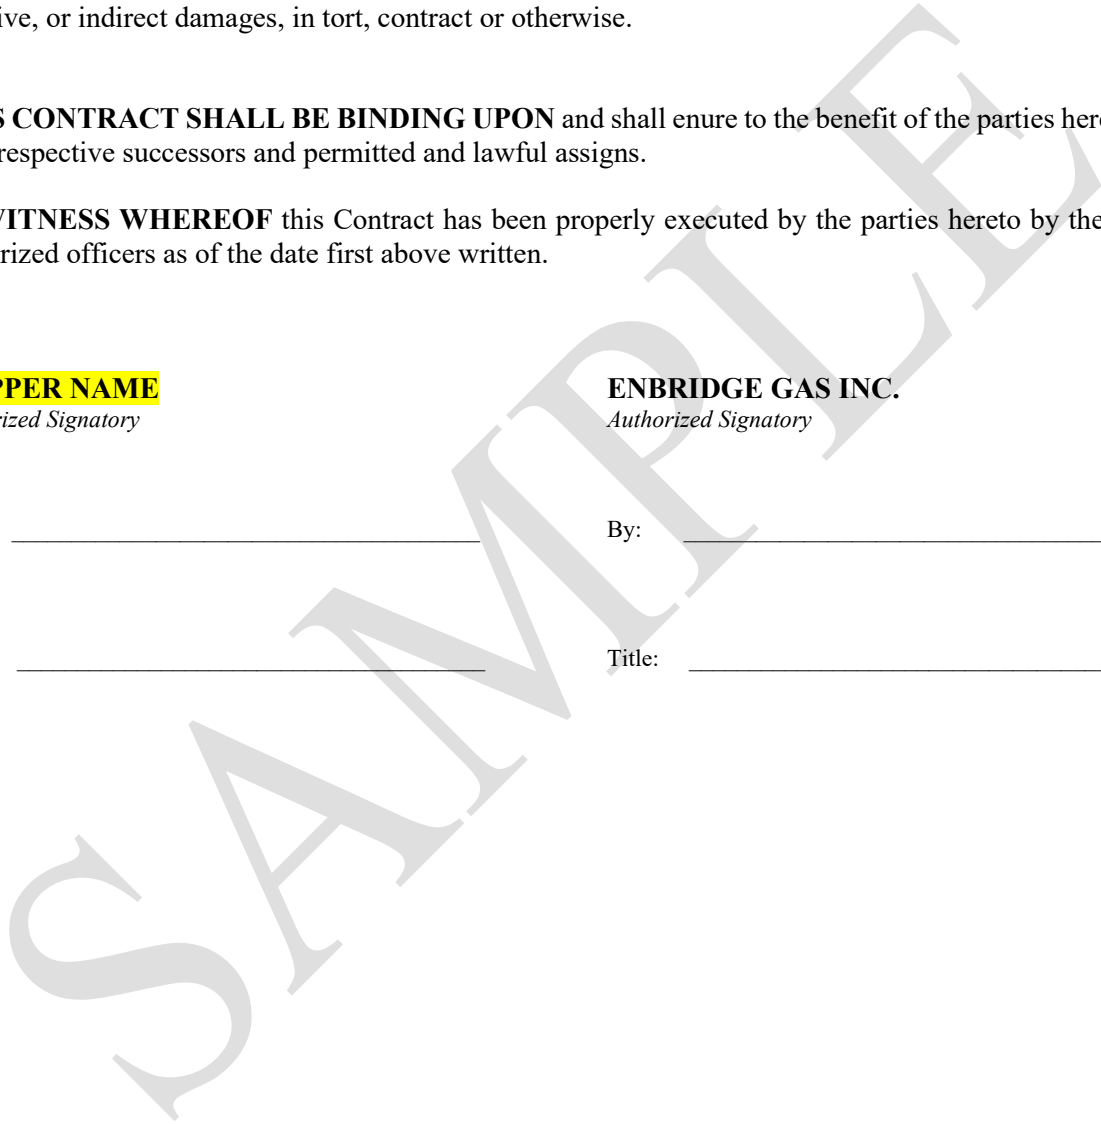 ive, or indirect damages, in tort, contract or otherwise.
S CONTRACT SHALL BE BINDING UPON and shall enure to the benefit of the parties here
respective successors and permitted and lawful assigns.
VITNESS WHEREOF this Contract has been properly executed by the parties hereto by the
rized officers as of the date first above written.
PPER NAME
rized Signatory
ENBRIDGE GAS INC.
Authorized Signatory
By:
Title:
SAMPLE